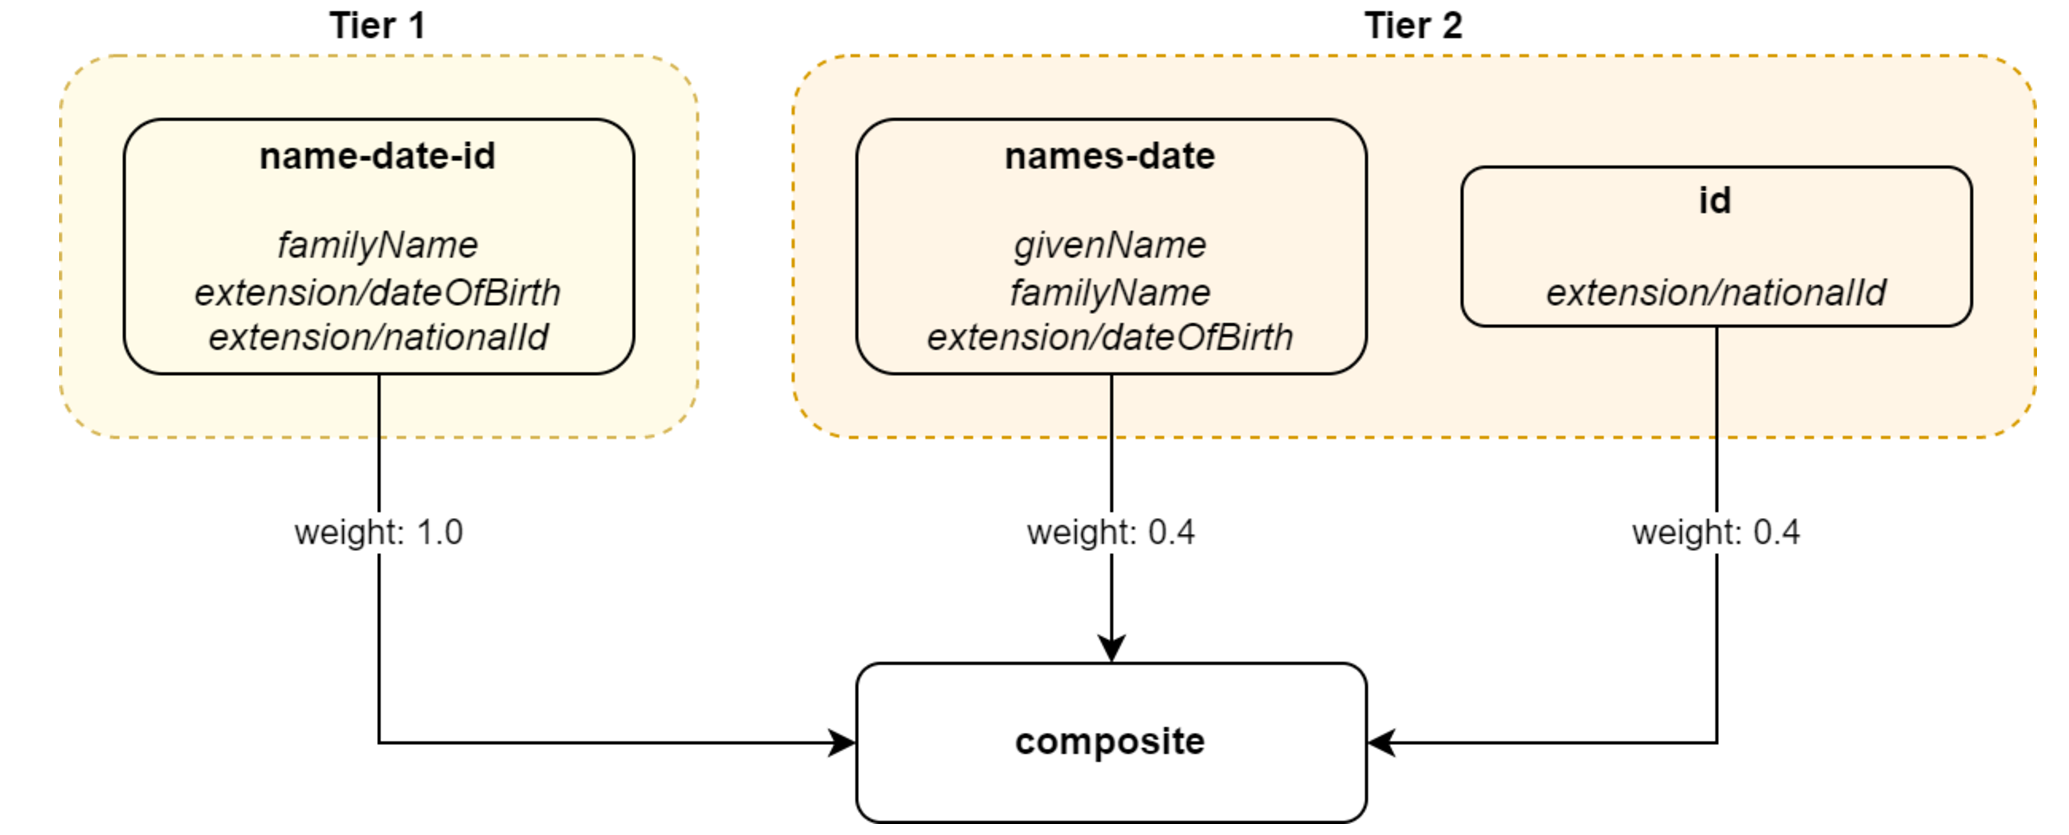 Tier 1
name-date-id
familyName
extension/dateOfBirth
extension/nationalId
weight: 1.0
Tier 2
names-date
givenName
familyName
extension/dateOfBirth
weight: 0.4
id
extension/nationalId
weight: 0.4
composite